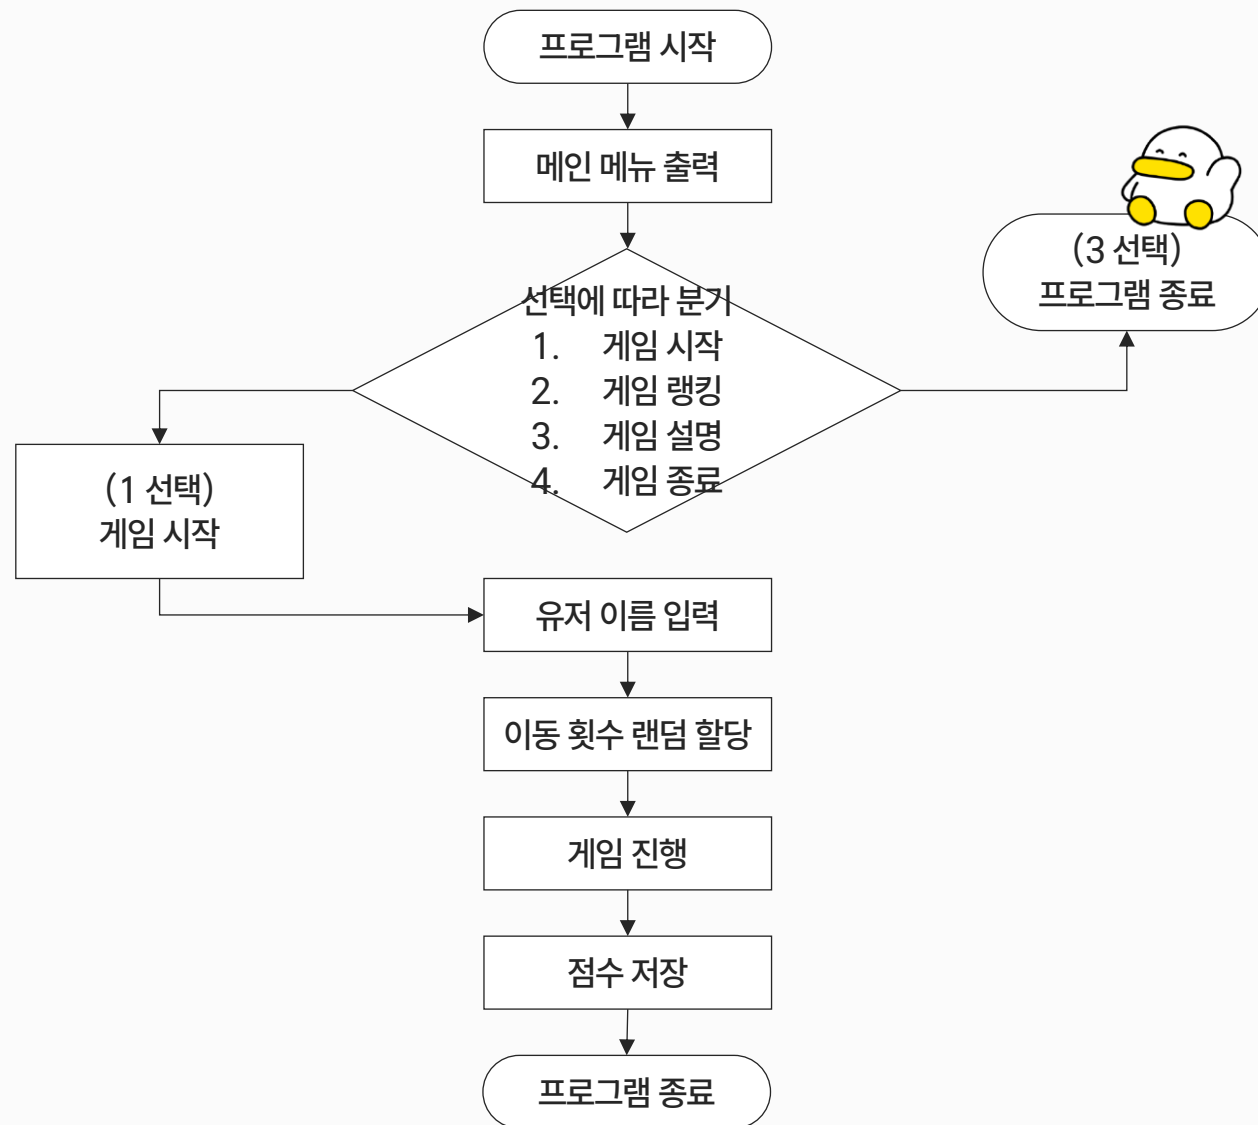 프로그램 시작
메인 메뉴 출력
(3 선택)
프로그램 종료
선택에 따라 분기
1. 게임 시작
2. 게임 랭킹
3. 게임 설명
4. 게임 종료
(1 선택)
게임 시작
유저 이름 입력
이동 횟수 랜덤 할당
게임 진행
점수 저장
프로그램 종료